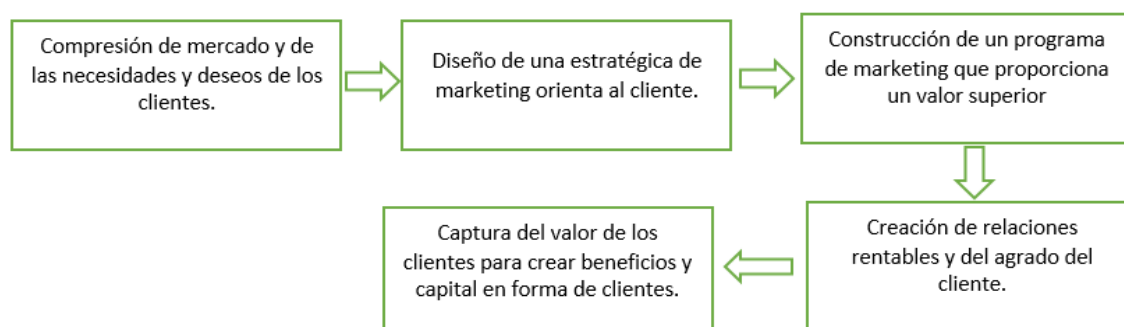 Compresión de mercado y de
las necesidades y deseos de los
clientes.
Diseño de una estratégica de
marketing orienta al cliente.
Construcción de un programa
de marketing que proporciona
un valor superior
Creación de relaciones
rentables y del agrado del
cliente.
Captura del valor de los
clientes para crear beneficios y
capital en forma de clientes.